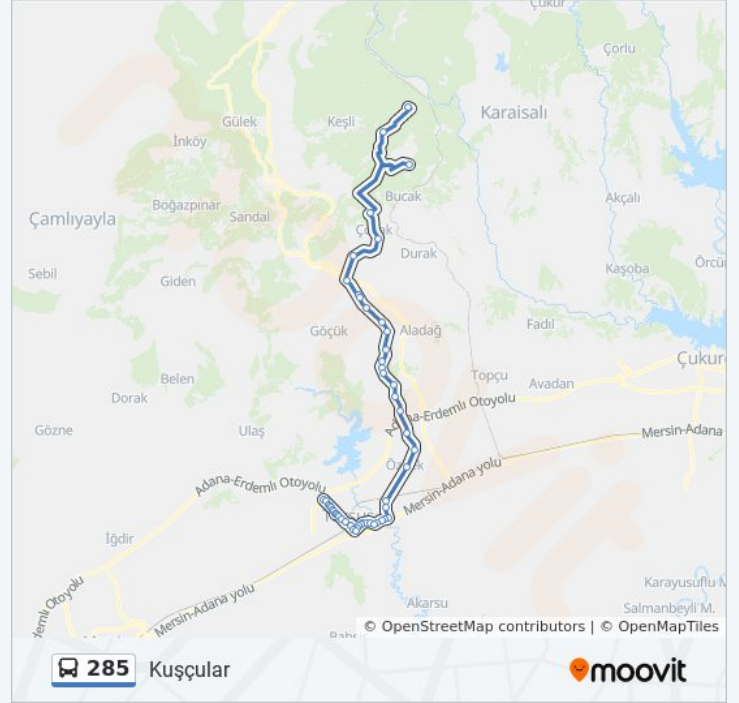 Çukur
Çorlu
Karaisalı
Gülek
Keşli
İnköy
Bucak
Akçalı
Boğazpınar
Sandal
Çamlıyayla
Durak
Sebil
Giden
Kaşoba
Örcü
Göçük
Aladağ
Fadıl
Çukur
Belen
Topçu
Avadan
Dorak
Adana-Erdemli Otoyolu
Gözne
Ulaş
Mersin-Adana
Adana-Erdemli Otoyolu
Mersin-Adana yolu
İğdir
Karayusuflu M
demli Otoyolu
Mersin-Adana yolu
Akarsu
Salmanbeyli M.
© OpenStreetMap contributors | © OpenMapTiles
285 Kuşçular
moovit